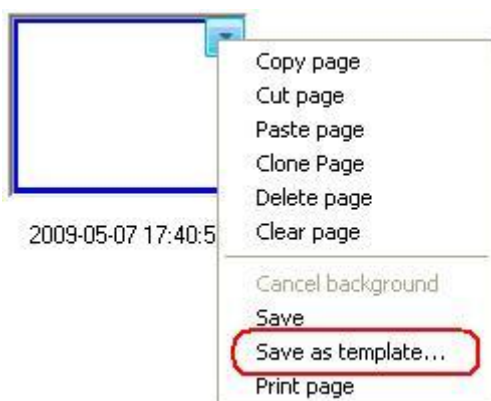 Copy page
Cut page
Paste page
Clone Page
Delete page
2009-05-07 17:40:5
Clear page
Cancel background
Save
Save as template...
Print page